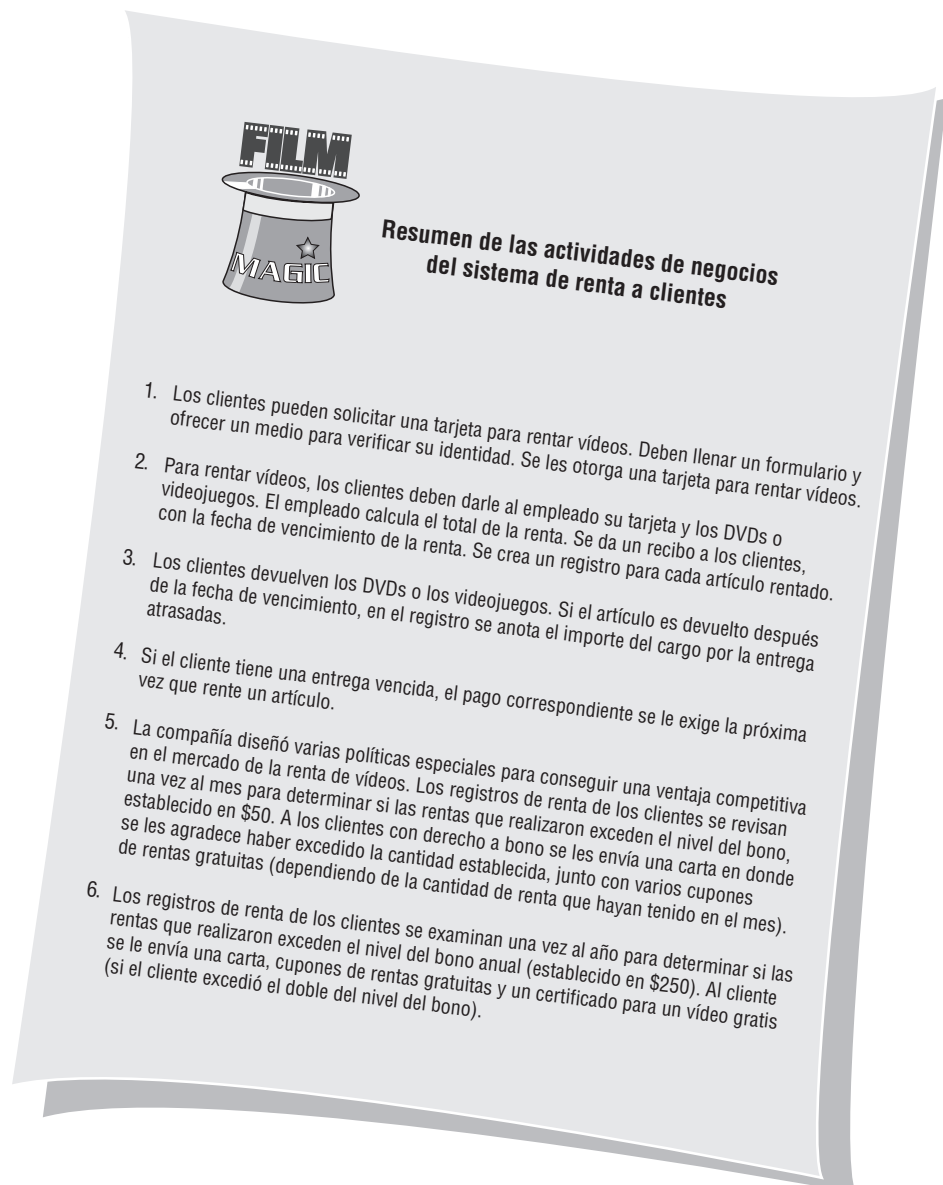 FILM
MAGIC
Resumen de las actividades de negocios
del sistema de renta a clientes
1. Los clientes pueden solicitar una tarjeta para rentar vídeos. Deben llenar un formulario y
ofrecer un medio para verificar su identidad. Se les otorga una tarjeta para rentar vídeos.
2. Para rentar vídeos, los clientes deben darle al empleado su tarjeta y los DVDs o
videojuegos. El empleado calcula el total de la renta. Se da un recibo a los clientes,
con la fecha de vencimiento de la renta. Se crea un registro para cada artículo rentado.
3. Los clientes devuelven los DVDs o los videojuegos. Si el artículo es devuelto después
de la fecha de vencimiento, en el registro se anota el importe del cargo por la entrega
atrasadas.
4. Si el cliente tiene una entrega vencida, el pago correspondiente se le exige la próxima
vez que rente un artículo.
5. La compañía diseñó varias políticas especiales para conseguir una ventaja competitiva
en el mercado de la renta de vídeos. Los registros de renta de los clientes se revisan
una vez al mes para determinar si las rentas que realizaron exceden el nivel del bono,
establecido en $50. A los clientes con derecho a bono se les envía una carta en donde
se les agradece haber excedido la cantidad establecida, junto con varios cupones
de rentas gratuitas (dependiendo de la cantidad de renta que hayan tenido en el mes).
6. Los registros de renta de los clientes se examinan una vez al año para determinar si las
rentas que realizaron exceden el nivel del bono anual (establecido en $250). Al cliente
se le envía una carta, cupones de rentas gratuitas y un certificado para un vídeo gratis
(si el cliente excedió el doble del nivel del bono).